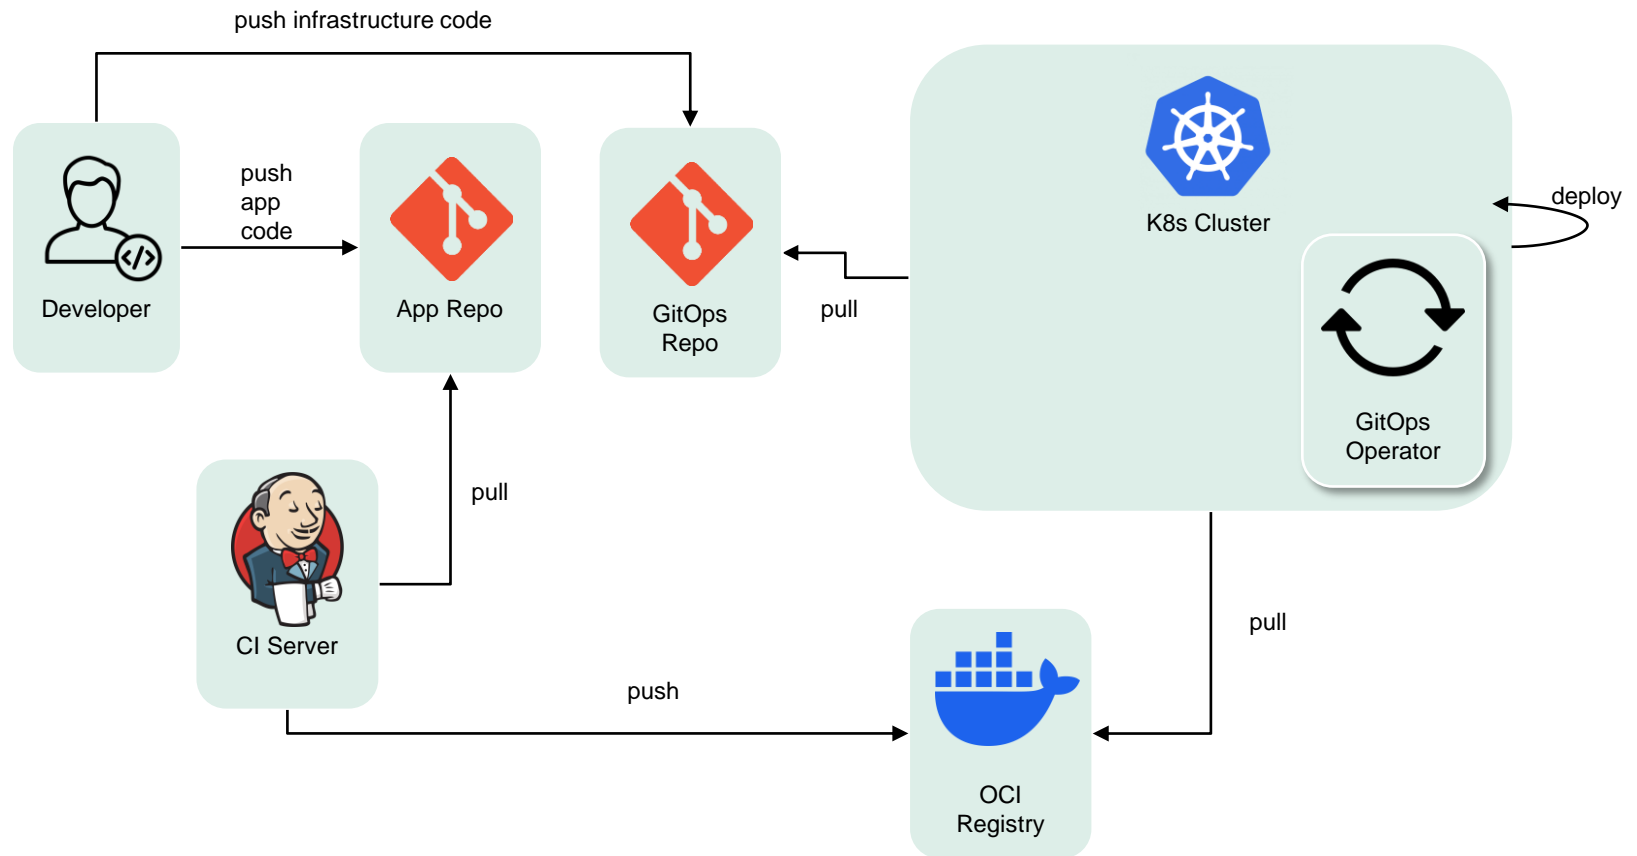 push infrastructure code
push
app
code
Developer
App Repo
GitOps
Repo
pull
K8s Cluster
deploy
GitOps
Operator
pull
CI Server
pull
push
OCI
Registry